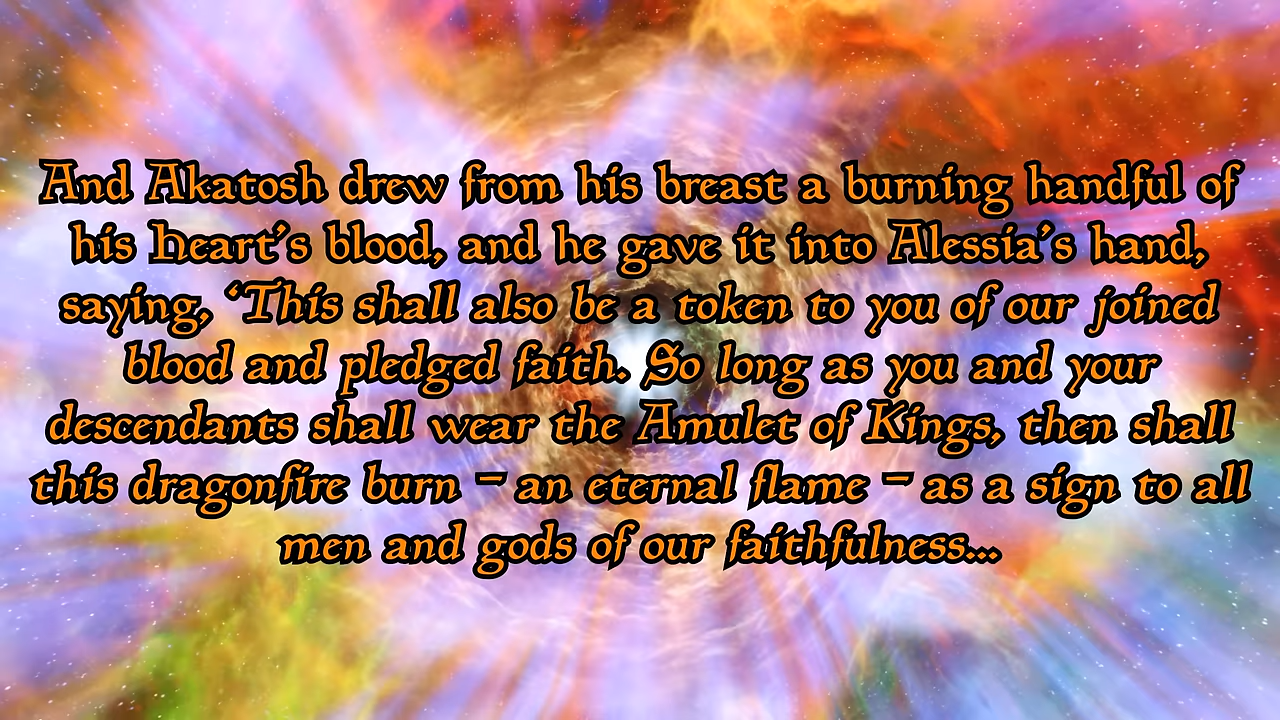 And Akatosh drew from his breast a burning handful of
his Heart's blood, and he gave it into Alessia's hand,
saying, ‘This shall also be a token to you of our joined
blood and pledged faith. So long as you and your
descendants shall wear the Amulet of Kings, then shall
this dragonfire burn – an eternal flame – as a sign to all
men and gods of our faithfulness...